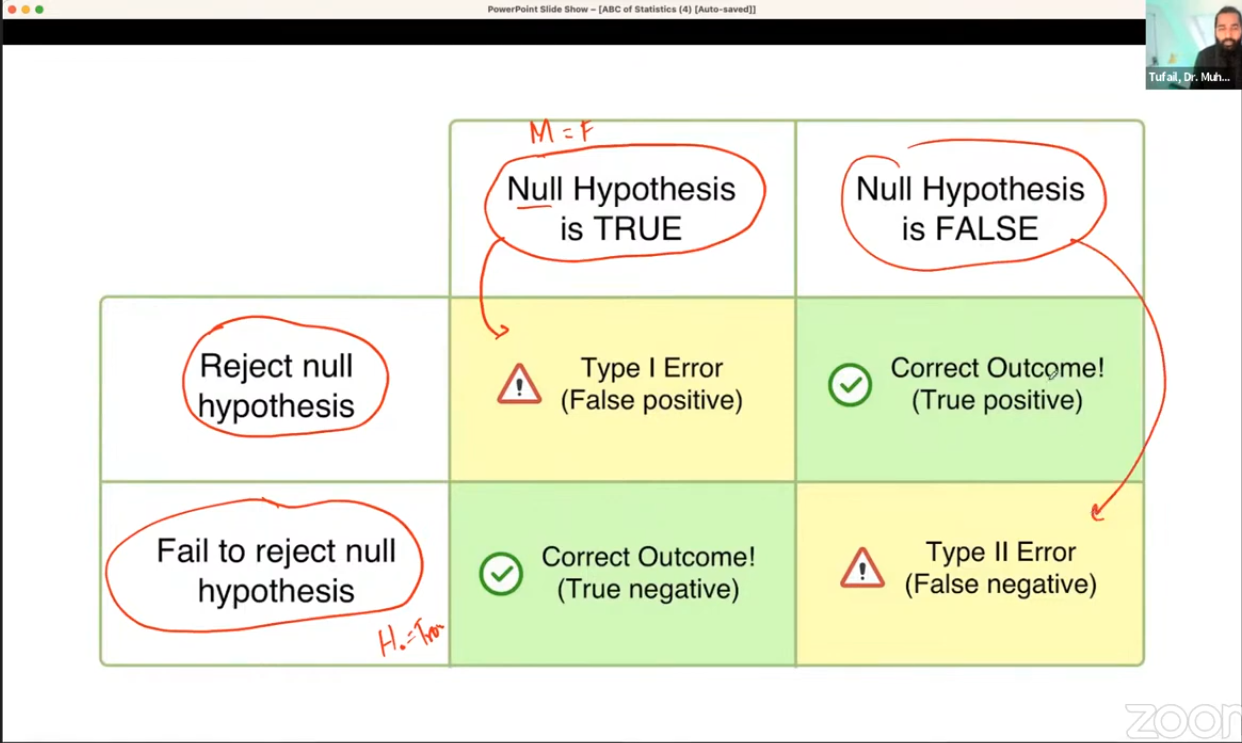 PowerPoint Slide Show – [ABC of Statistics (4) [Auto-saved]]
Tufail, Dr. Muh...
M = F
Null Hypothesis
is TRUE
Null Hypothesis
is FALSE
Reject null
hypothesis
Type I Error
(False positive)
Correct Outcome!
(True positive)
Fail to reject null
hypothesis
H₀ =
Correct Outcome!
(True negative)
Type II Error
(False negative)
zoom